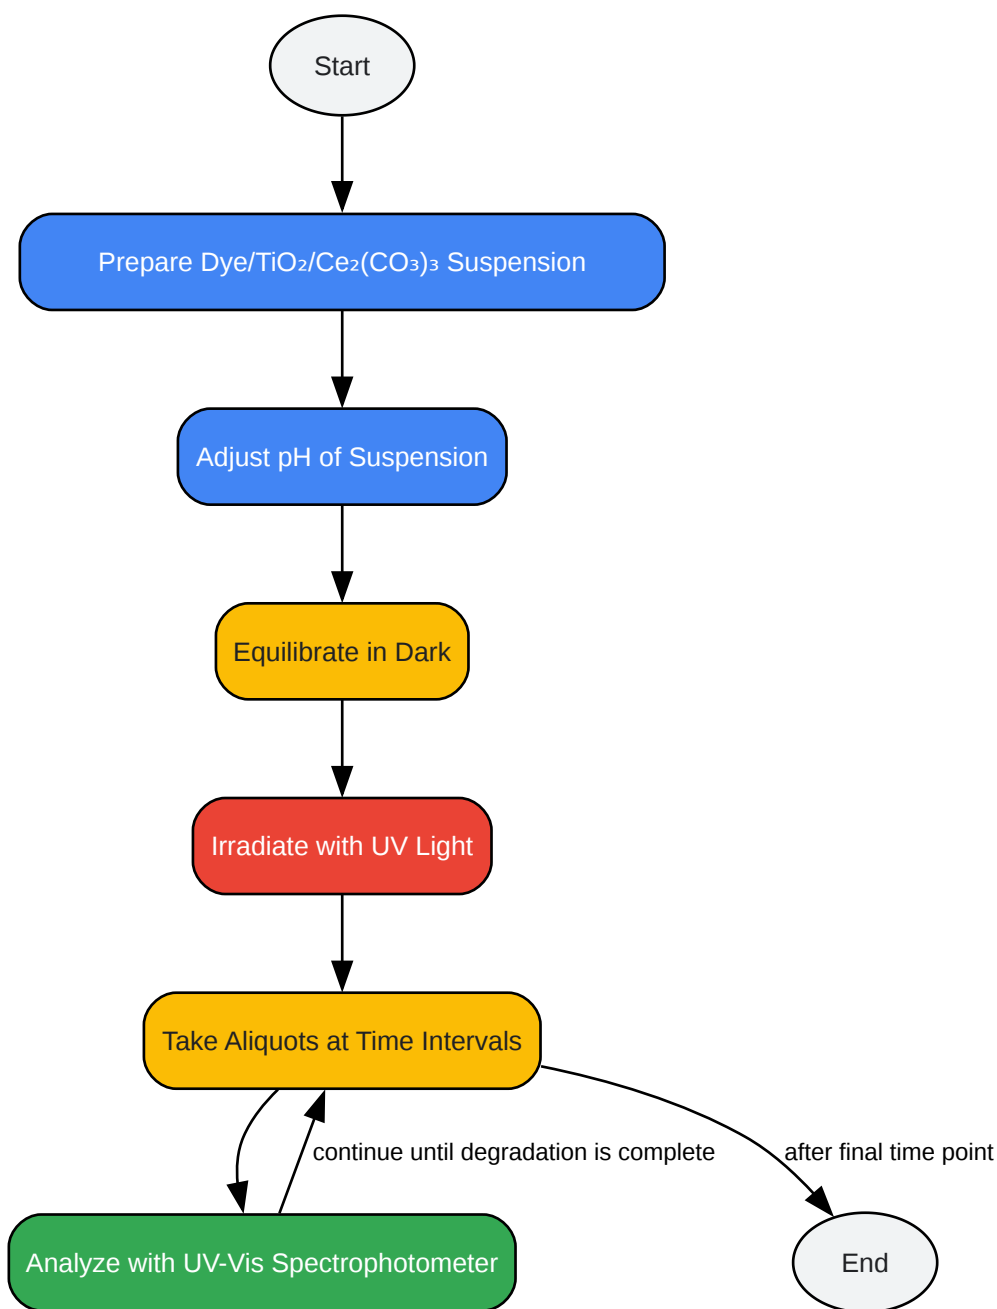 Start
Prepare Dye/TiO₂/Ce₂(CO₃)₃ Suspension
Adjust pH of Suspension
Equilibrate in Dark
Irradiate with UV Light
Take Aliquots at Time Intervals
continue until degradation is complete
after final time point
Analyze with UV-Vis Spectrophotometer
End